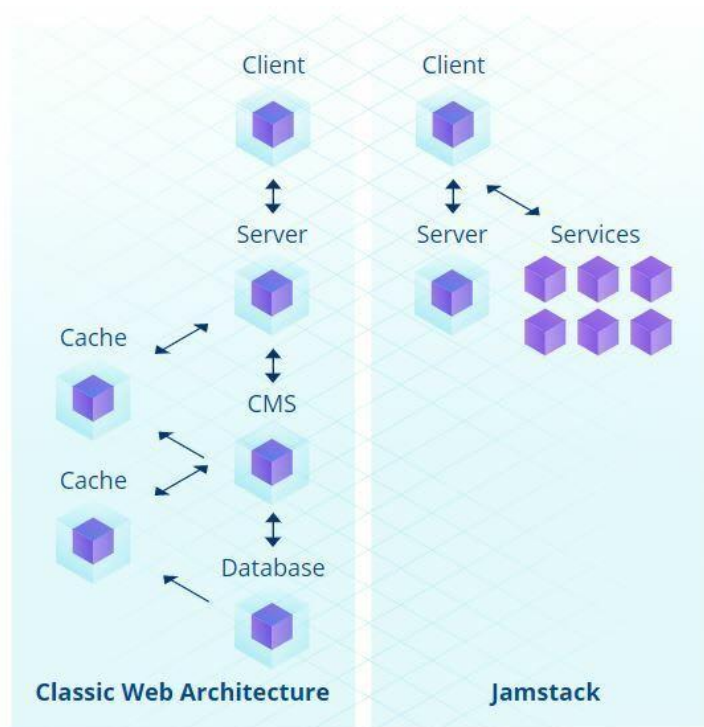 Client
Server
Cache
CMS
Cache
Database
Classic Web Architecture
Client
Server
Services
Jamstack